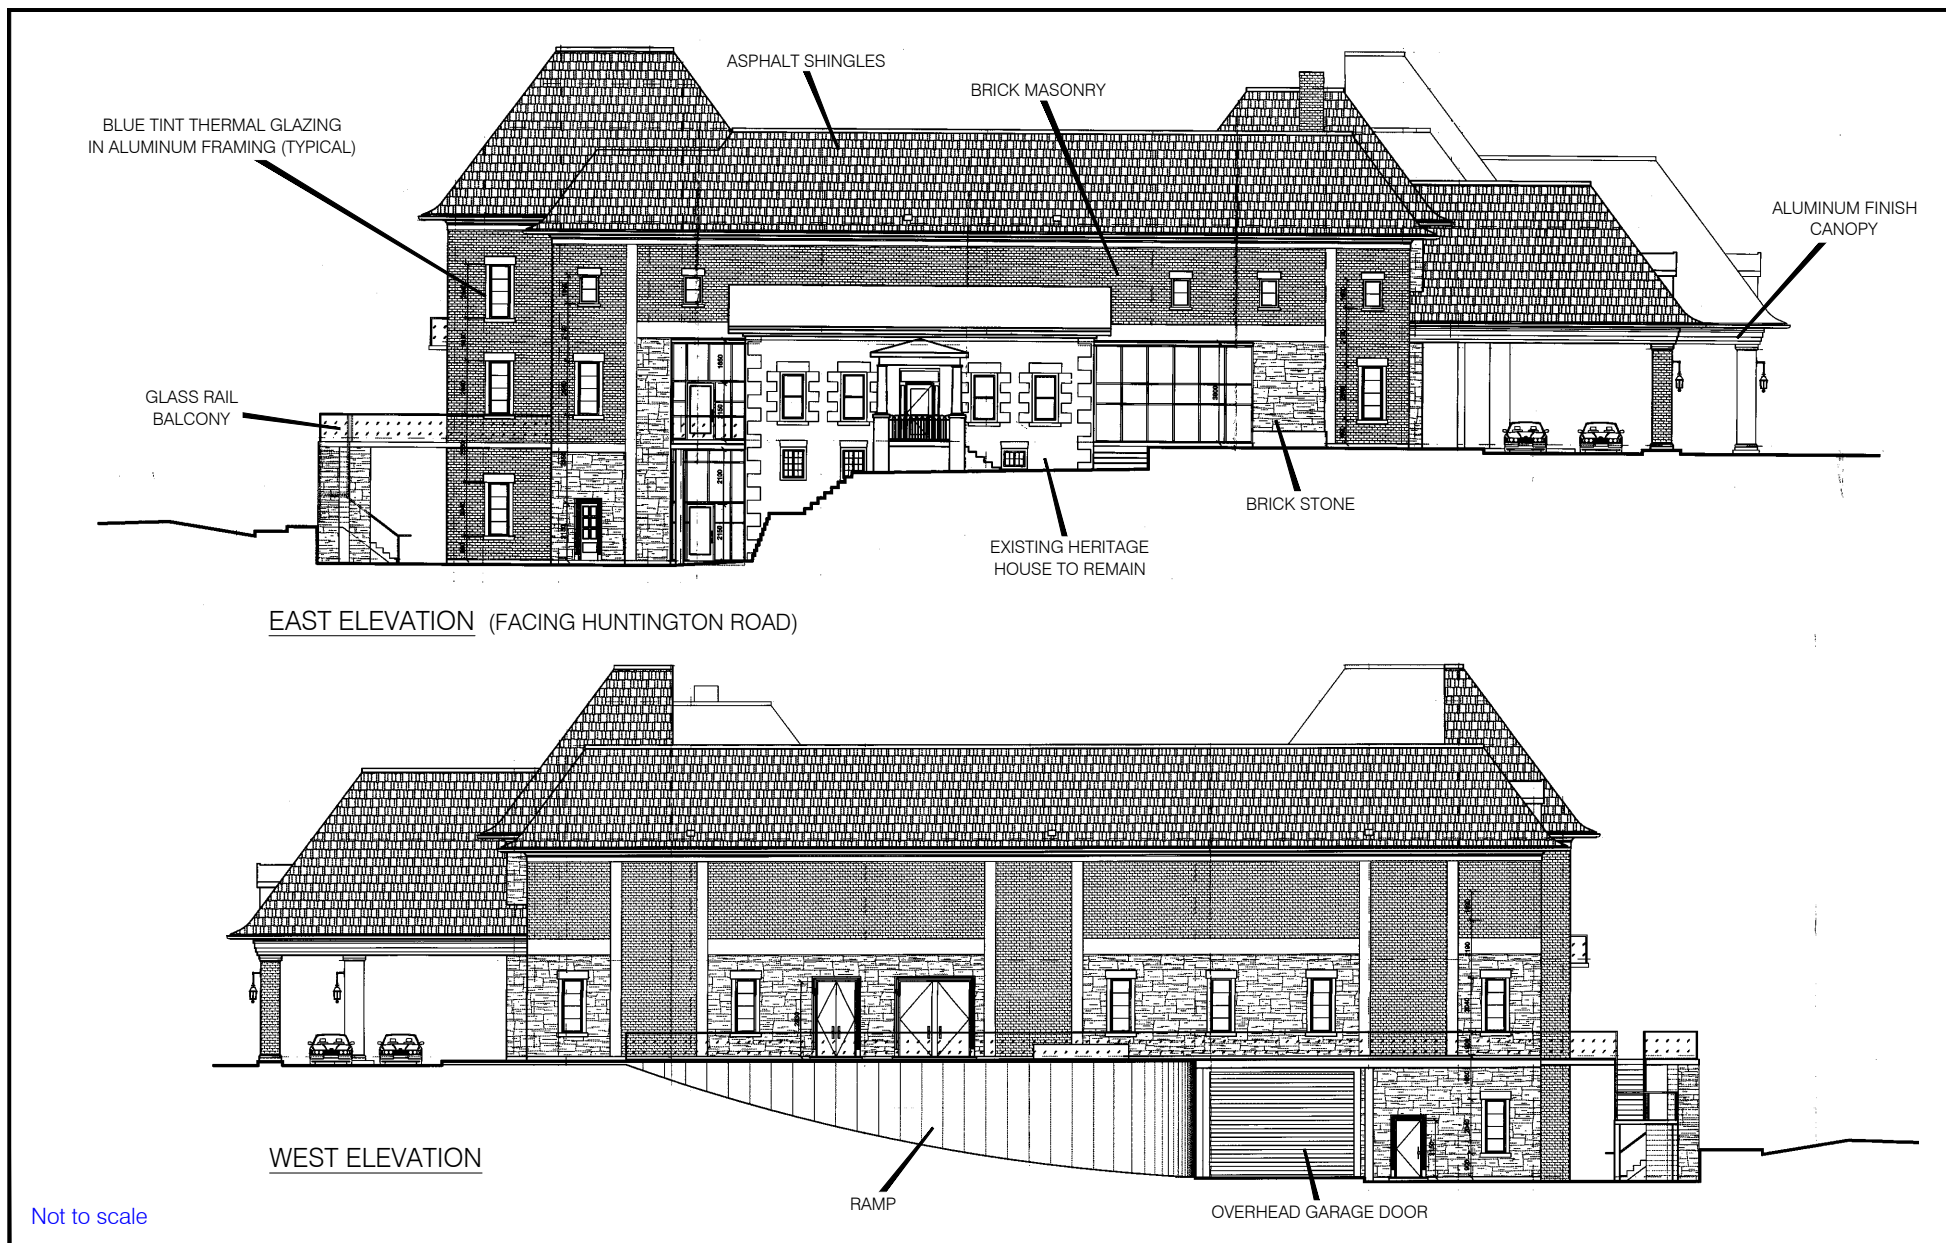 ASPHALT SHINGLES
BRICK MASONRY
BLUE TINT THERMAL GLAZING
IN ALUMINUM FRAMING (TYPICAL)
ALUMINUM FINISH
CANOPY
GLASS RAIL
BALCONY
BRICK STONE
EXISTING HERITAGE
HOUSE TO REMAIN
EAST ELEVATION (FACING HUNTINGTON ROAD)
WEST ELEVATION
RAMP
OVERHEAD GARAGE DOOR
Not to scale